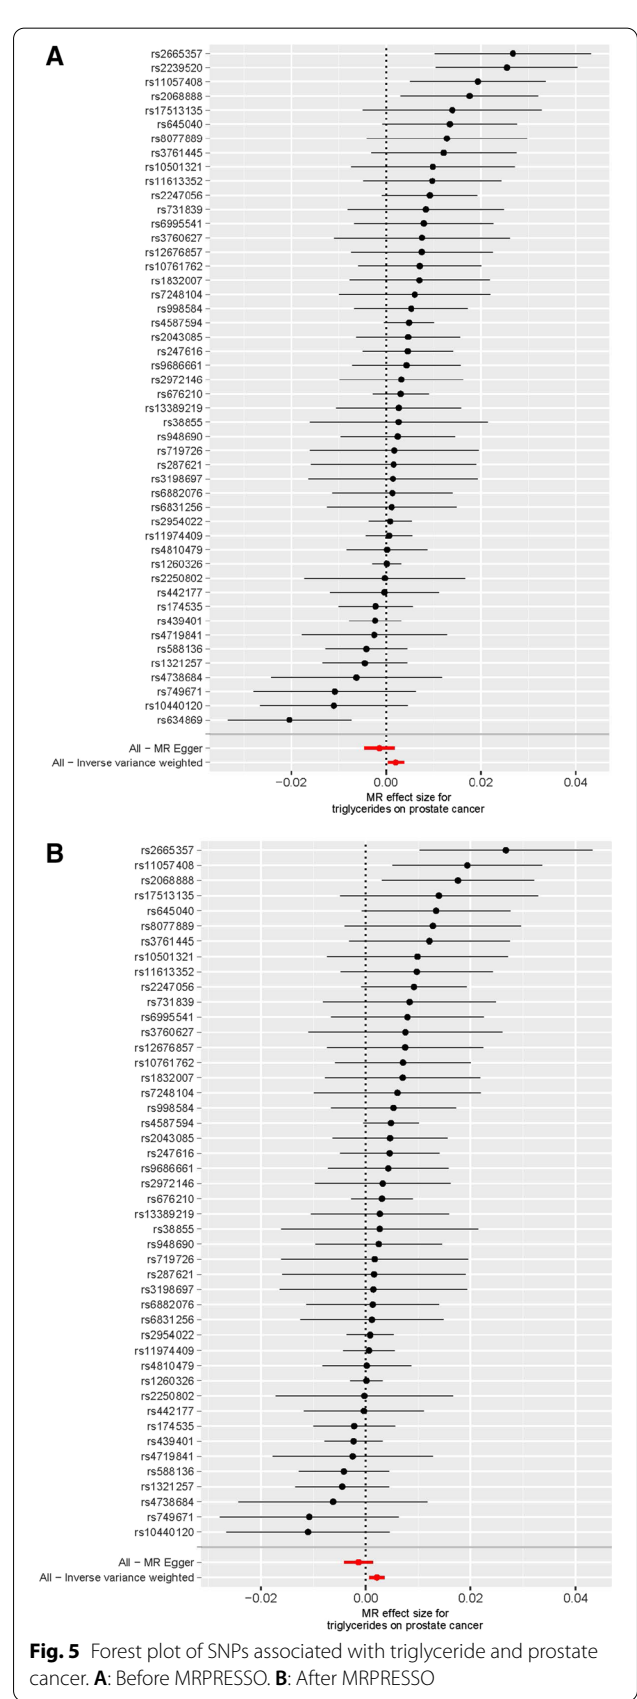 A
rs2665357
rs2239520
rs11057408
rs2068888
rs17513135
rs645040
rs8077889
rs3761445
rs10501321
rs11613352
rs2247056
rs731839
rs6995541
rs3760627
rs12676857
rs10761762
rs1832007
rs7248104
rs998584
rs4587594
rs2043085
rs247616
rs9686661
rs2972146
rs676210
rs13389219
rs38855
rs948690
rs719726
rs287621
rs3198697
rs6882076
rs6831256
rs2954022
rs11974409
rs4810479
rs1260326
rs2250802
rs442177
rs174535
rs439401
rs4719841
rs588136
rs1321257
rs4738684
rs749671
rs10440120
rs634869
All − MR Egger
All − Inverse variance weighted
−0.02 0.00 0.02 0.04
MR effect size for
triglycerides on prostate cancer
B
rs2665357
rs11057408
rs2068888
rs17513135
rs645040
rs8077889
rs3761445
rs10501321
rs11613352
rs2247056
rs731839
rs6995541
rs3760627
rs12676857
rs10761762
rs1832007
rs7248104
rs998584
rs4587594
rs2043085
rs247616
rs9686661
rs2972146
rs676210
rs13389219
rs38855
rs948690
rs719726
rs287621
rs3198697
rs6882076
rs6831256
rs2954022
rs11974409
rs4810479
rs1260326
rs2250802
rs442177
rs174535
rs439401
rs4719841
rs588136
rs1321257
rs4738684
rs749671
rs10440120
All − MR Egger
All − Inverse variance weighted
−0.02 0.00 0.02 0.04
MR effect size for
triglycerides on prostate cancer
Fig. 5 Forest plot of SNPs associated with triglyceride and prostate
cancer. A: Before MRPRESSO. B: After MRPRESSO